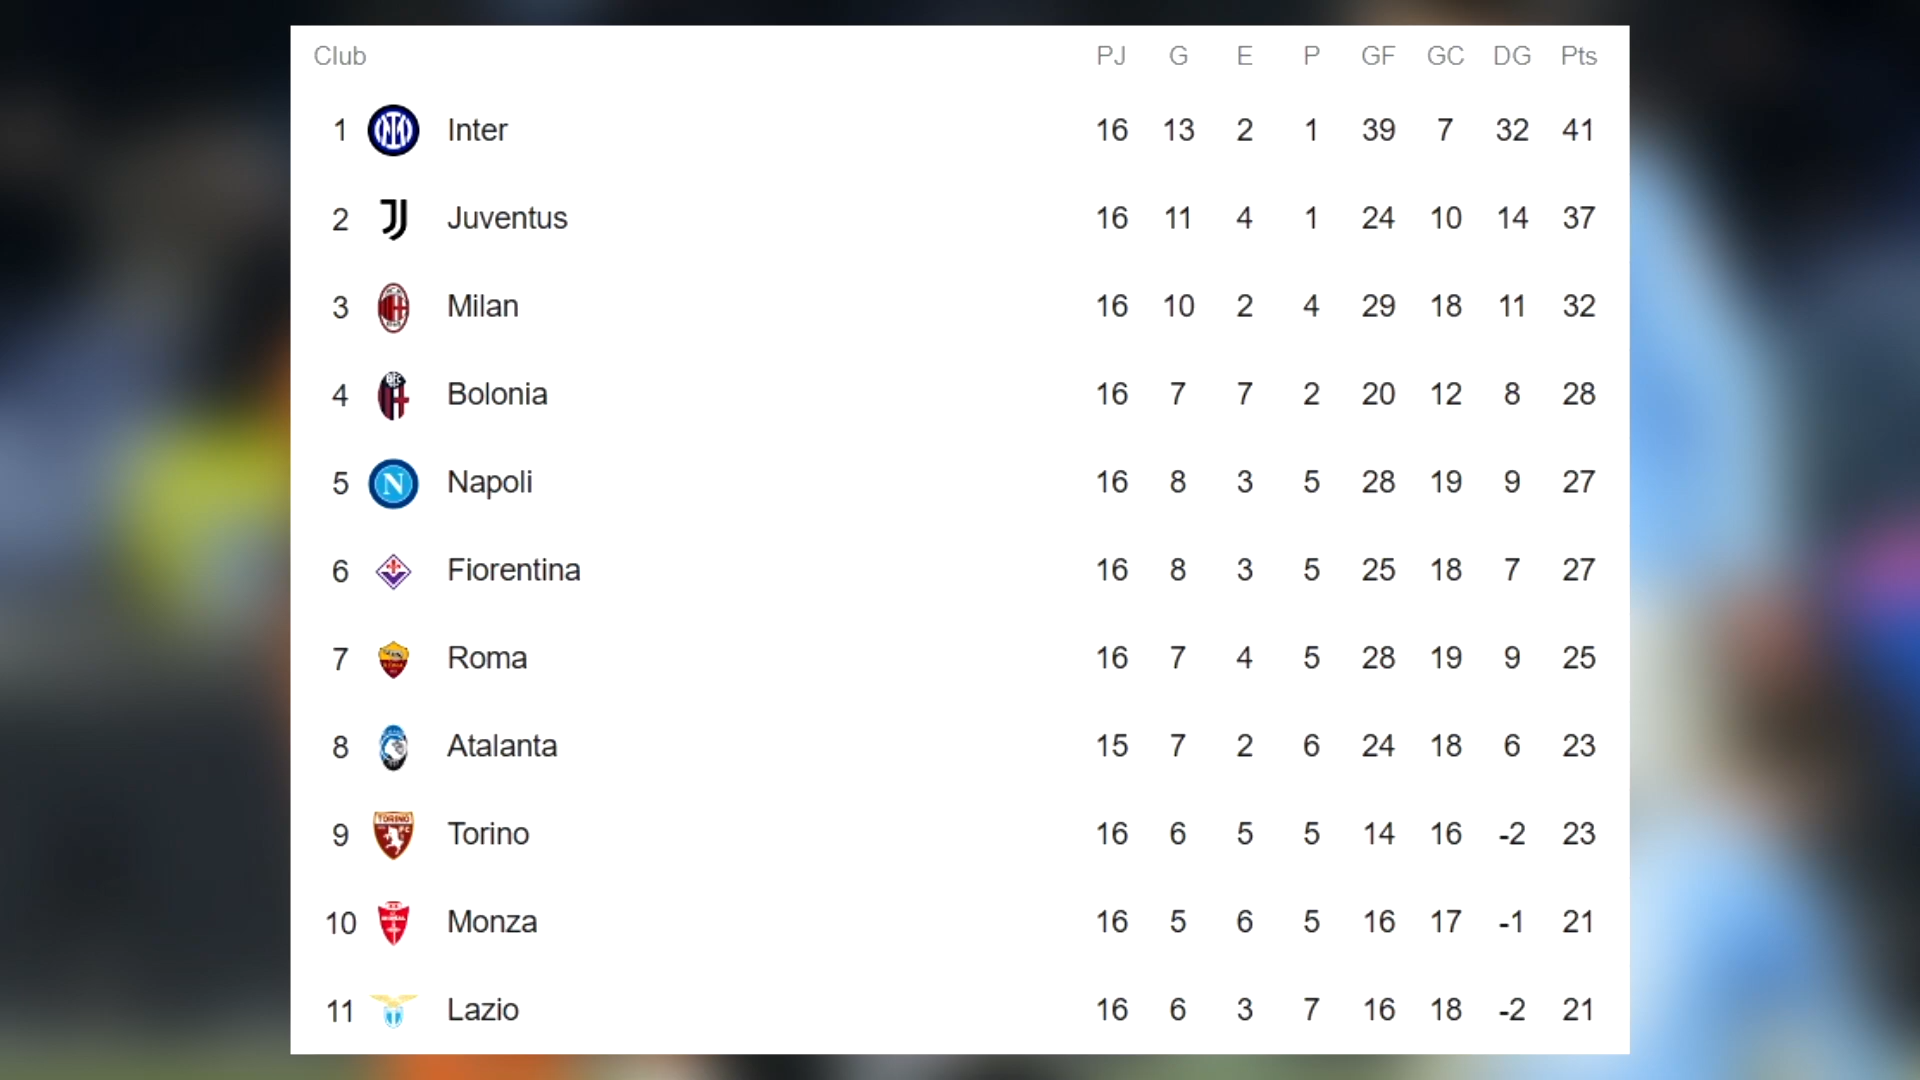 Club PJ G E P GF GC DG Pts
1 Inter 16 13 2 1 39 7 32 41
2 Juventus 16 11 4 1 24 10 14 37
3 Milan 16 10 2 4 29 18 11 32
4 Bolonia 16 7 7 2 20 12 8 28
5 Napoli 16 8 3 5 28 19 9 27
6 Fiorentina 16 8 3 5 25 18 7 27
7 Roma 16 7 4 5 28 19 9 25
8 Atalanta 15 7 2 6 24 18 6 23
9 TORINO FC Torino 16 6 5 5 14 16 -2 23
10 Monza 16 5 6 5 16 17 -1 21
11 Lazio 16 6 3 7 16 18 -2 21